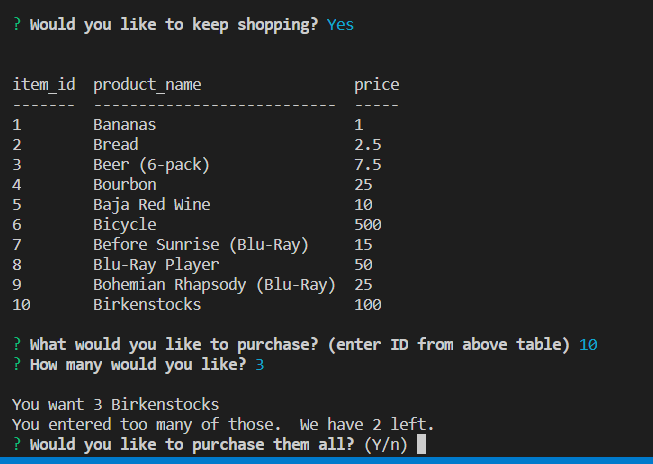 ? Would you like to keep shopping? Yes
item_id  product_name                price
-------  --------------------------  -----
1        Bananas                     1
2        Bread                       2.5
3        Beer (6-pack)               7.5
4        Bourbon                     25
5        Baja Red Wine               10
6        Bicycle                     500
7        Before Sunrise (Blu-Ray)    15
8        Blu-Ray Player              50
9        Bohemian Rhapsody (Blu-Ray)  25
10       Birkenstocks                100
? What would you like to purchase? (enter ID from above table) 10
? How many would you like? 3
You want 3 Birkenstocks
You entered too many of those.  We have 2 left.
? Would you like to purchase them all? (Y/n)